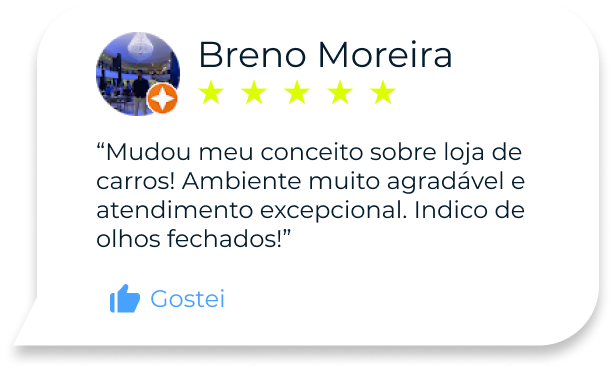 Breno Moreira
“Mudou meu conceito sobre loja de
carros! Ambiente muito agradável e
atendimento excepcional. Indico de
olhos fechados!”
Gostei